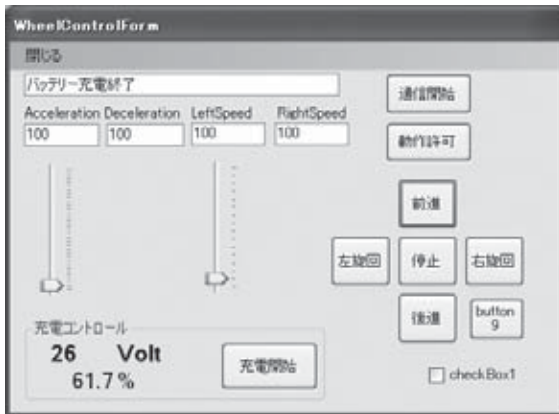 WheelControlForm
閉じる
バッテリー充電終了
Acceleration Deceleration LeftSpeed RightSpeed
100 100 100 100
通信開始
動作許可
前進
左旋回 停止 右旋回
後進 button9
充電コントロール
26 Volt
61.7%
充電開始
checkBox1